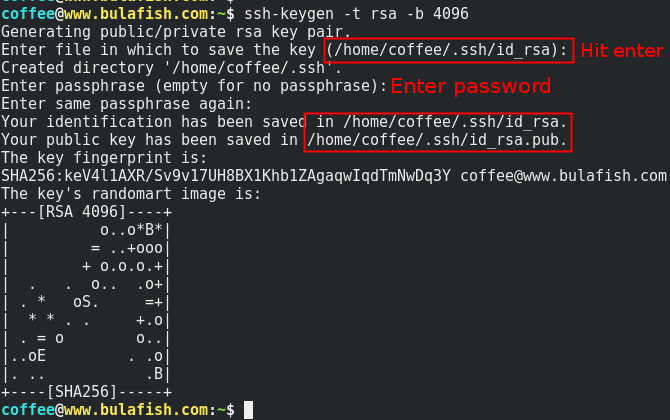 coffee@www.bulafish.com:~$ ssh-keygen -t rsa -b 4096
Generating public/private rsa key pair.
Enter file in which to save the key (/home/coffee/.ssh/id_rsa): Hit enter
Created directory '/home/coffee/.ssh'.
Enter passphrase (empty for no passphrase): Enter password
Enter same passphrase again:
Your identification has been saved in /home/coffee/.ssh/id_rsa.
Your public key has been saved in /home/coffee/.ssh/id_rsa.pub.
The key fingerprint is:
SHA256:keV4l1AXR/Sv9v17UH8BX1Khb1ZAgaqwIqdTmNwDq3Y coffee@www.bulafish.com
The key's randomart image is:
+---[RSA 4096]----+
|           o..o*B*|
|          = ..+ooo|
|         + o.o.o.+|
|  .   .  o..  .o+|
| . *   oS.     =+|
|  * * . .     +.o|
| . = o        o..|
|..oE         . .o|
|. ..           .B|
+----[SHA256]-----+
coffee@www.bulafish.com:~$